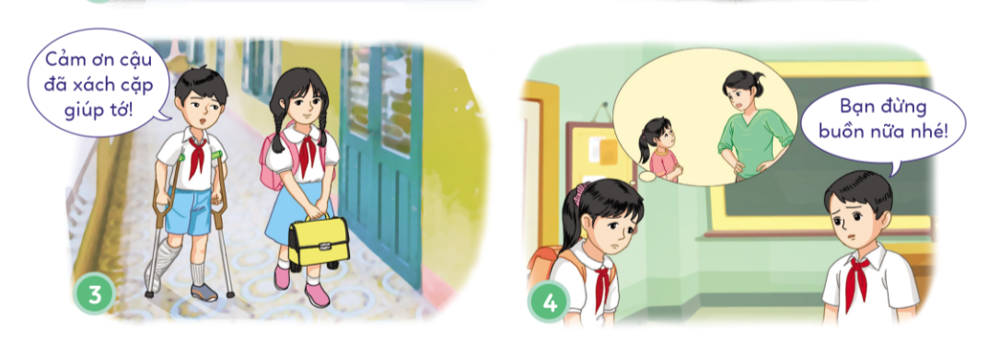 Cảm ơn cậu
đã xách cặp
giúp tớ!
3
Bạn đừng
buồn nữa nhé!
4